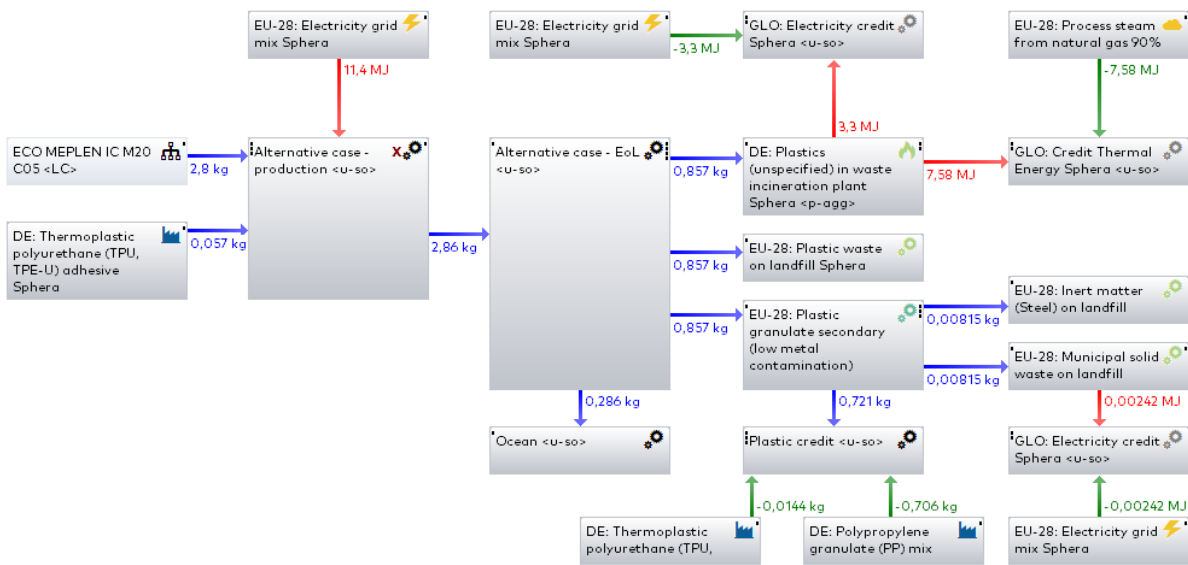 EU-28: Electricity grid
mix Sphera
EU-28: Electricity grid
mix Sphera
GLO: Electricity credit
Sphera <u-so>
EU-28: Process steam
from natural gas 90%
11,4 MJ
-3,3 MJ
-7,58 MJ
3,3 MJ
ECO MEPLEN IC M20
C05 <LC>
2,8 kg
Alternative case -
production <u-so>
X
Alternative case - EoL
<u-so>
0,857 kg
DE: Plastics
(unspecified) in waste
incineration plant
Sphera <p-agg>
7,58 MJ
GLO: Credit Thermal
Energy Sphera <u-so>
DE: Thermoplastic
polyurethane (TPU,
TPE-U) adhesive
Sphera
0,057 kg
2,86 kg
0,857 kg
EU-28: Plastic waste
on landfill Sphera
0,857 kg
EU-28: Plastic
granulate secondary
(low metal
contamination)
0,00815 kg
EU-28: Inert matter
(Steel) on landfill
0,00815 kg
EU-28: Municipal solid
waste on landfill
0,286 kg
0,721 kg
0,00242 MJ
Ocean <u-so>
Plastic credit <u-so>
GLO: Electricity credit
Sphera <u-so>
-0,0144 kg
-0,706 kg
-0,00242 MJ
DE: Thermoplastic
polyurethane (TPU,
DE: Polypropylene
granulate (PP) mix
EU-28: Electricity grid
mix Sphera